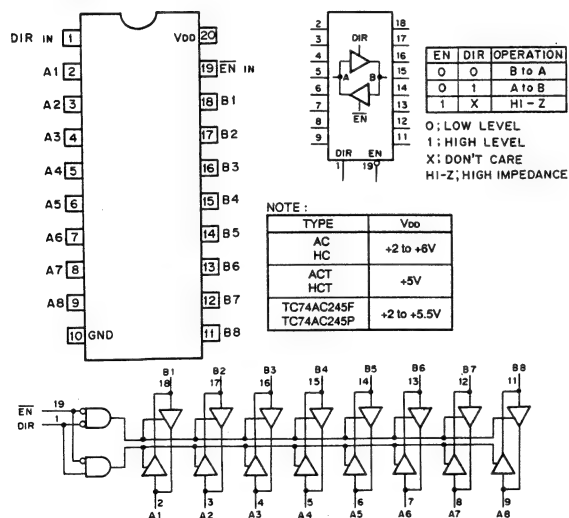 DIR IN 1 VDD 20
A1 2 19 EN IN
A2 3 18 B1
A3 4 17 B2
A4 5 16 B3
A5 6 15 B4
A6 7 14 B5
A7 8 13 B6
A8 9 12 B7
10 GND 11 B8
2 18
3 DIR 17
4 16
5 A B 15
6 14
7 13
8 EN 12
9 11
DIR EN
1 19
EN DIR OPERATION
0 0 B to A
0 1 A to B
1 X HI - Z
0; LOW LEVEL
1; HIGH LEVEL
X; DON'T CARE
HI-Z; HIGH IMPEDANCE
NOTE :
TYPE VDD
AC
HC
+2 to +6V
ACT
HCT
+5V
TC74AC245F
TC74AC245P
+2 to +5.5V
B1 B2 B3 B4 B5 B6 B7 B8
18 17 16 15 14 13 12 11
EN 19
DIR 1
2 3 4 5 6 7 8 9
A1 A2 A3 A4 A5 A6 A7 A8